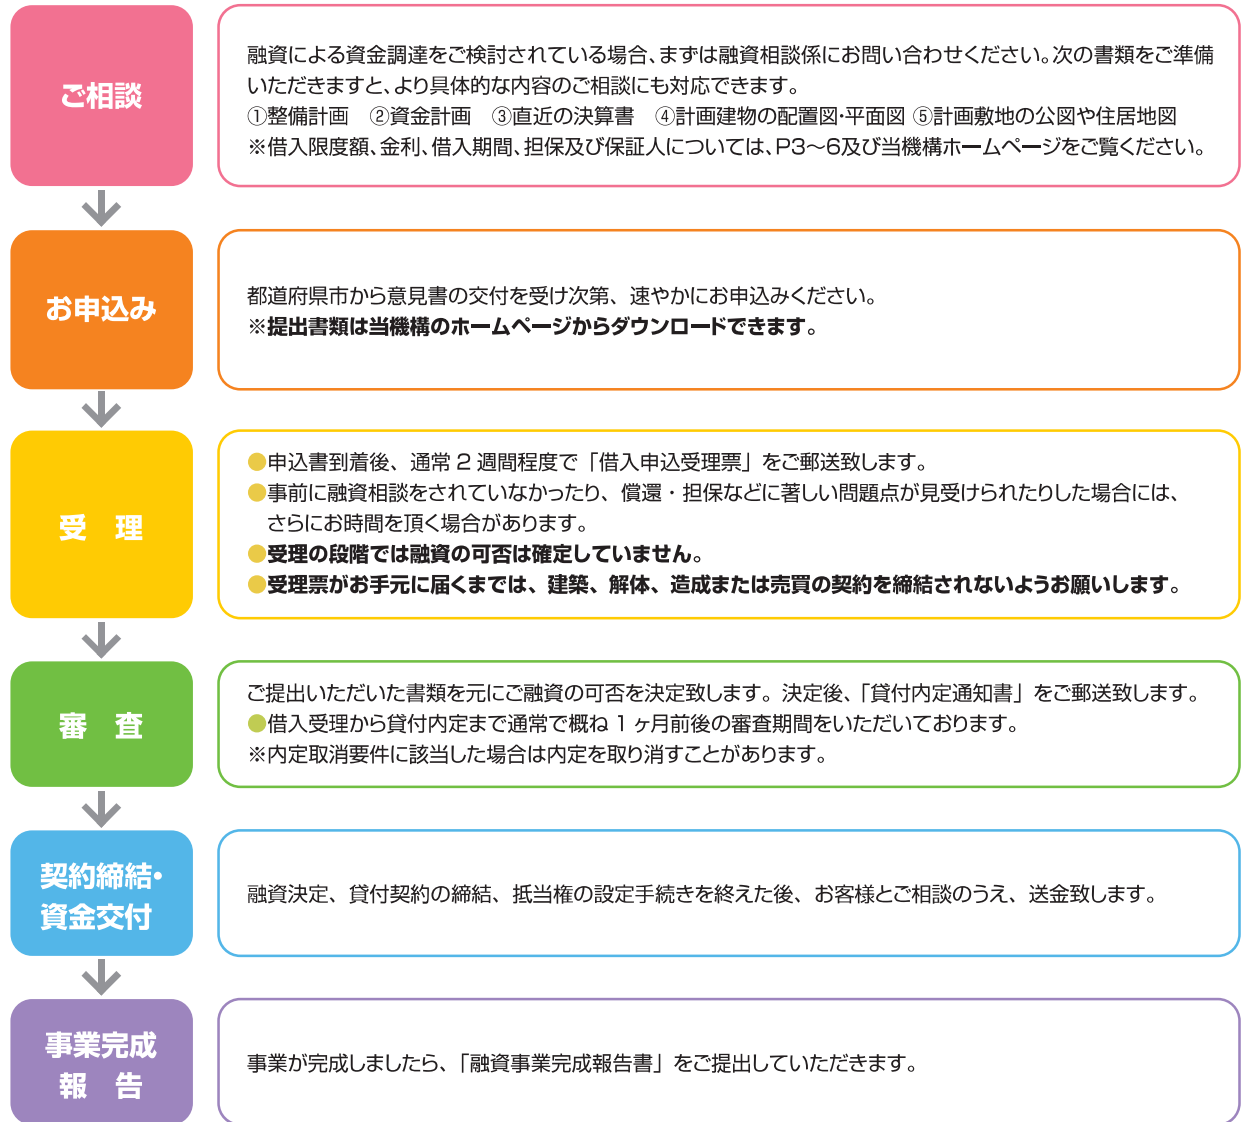 ご相談
融資による資金調達をご検討されている場合、まずは融資相談係にお問い合わせください。次の書類をご準備
いただきますと、より具体的な内容のご相談にも対応できます。
①整備計画　②資金計画　③直近の決算書　④計画建物の配置図・平面図 ⑤計画敷地の公図や住居地図
※借入限度額、金利、借入期間、担保及び保証人については、P3～6及び当機構ホームページをご覧ください。
お申込み
都道府県市から意見書の交付を受け次第、速やかにお申込みください。
※提出書類は当機構のホームページからダウンロードできます。
受　理
●申込書到着後、通常 2 週間程度で「借入申込受理票」をご郵送致します。
●事前に融資相談をされていなかったり、償還・担保などに著しい問題点が見受けられたりした場合には、
さらにお時間を頂く場合があります。
●受理の段階では融資の可否は確定していません。
●受理票がお手元に届くまでは、建築、解体、造成または売買の契約を締結されないようお願いします。
審　査
ご提出いただいた書類を元にご融資の可否を決定致します。決定後、「貸付内定通知書」をご郵送致します。
●借入受理から貸付内定まで通常で概ね 1 ヶ月前後の審査期間をいただいております。
※内定取消要件に該当した場合は内定を取り消すことがあります。
契約締結・
資金交付
融資決定、貸付契約の締結、抵当権の設定手続きを終えた後、お客様とご相談のうえ、送金致します。
事業完成
報　告
事業が完成しましたら、「融資事業完成報告書」をご提出していただきます。